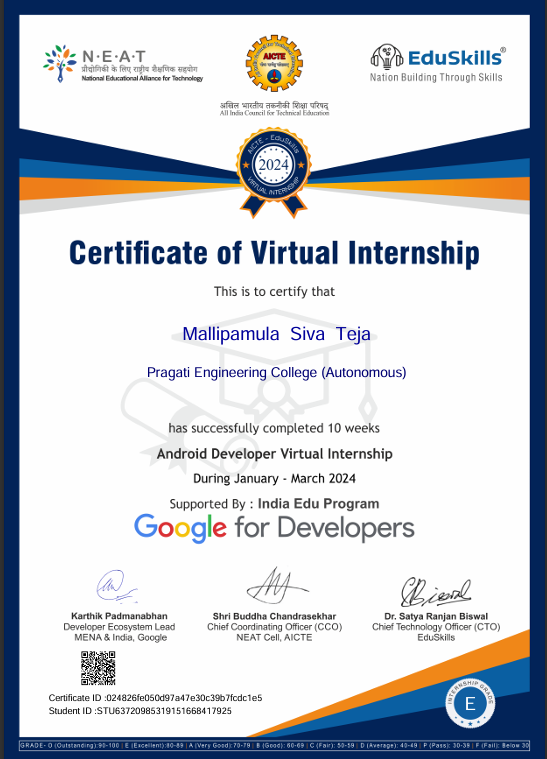 N·E·A·T
प्रौद्योगिकी के लिए राष्ट्रीय शैक्षणिक सहयोग
National Educational Alliance for Technology
AICTE
अखिल भारतीय तकनीकी शिक्षा परिषद्
All India Council for Technical Education
EduSkills®
Nation Building Through Skills
AICTE - EduSkills
2024
VIRTUAL INTERNSHIP
Certificate of Virtual Internship
This is to certify that
Mallipamula Siva Teja
Pragati Engineering College (Autonomous)
has successfully completed 10 weeks
Android Developer Virtual Internship
During January - March 2024
Supported By : India Edu Program
Google for Developers
Karthik Padmanabhan
Developer Ecosystem Lead
MENA & India, Google
Shri Buddha Chandrasekhar
Chief Coordinating Officer (CCO)
NEAT Cell, AICTE
Dr. Satya Ranjan Biswal
Chief Technology Officer (CTO)
EduSkills
Certificate ID :024826fe050d97a47e30c39b7fcdc1e5
Student ID :STU6372098531915166841​7925
INTERNSHIP GRADE
E
GRADE- O (Outstanding):90-100 | E (Excellent):80-89 | A (Very Good):70-79 | B (Good): 60-69 | C (Fair): 50-59 | D (Average): 40-49 | P (Pass): 30-39 | F (Fail): Below 30